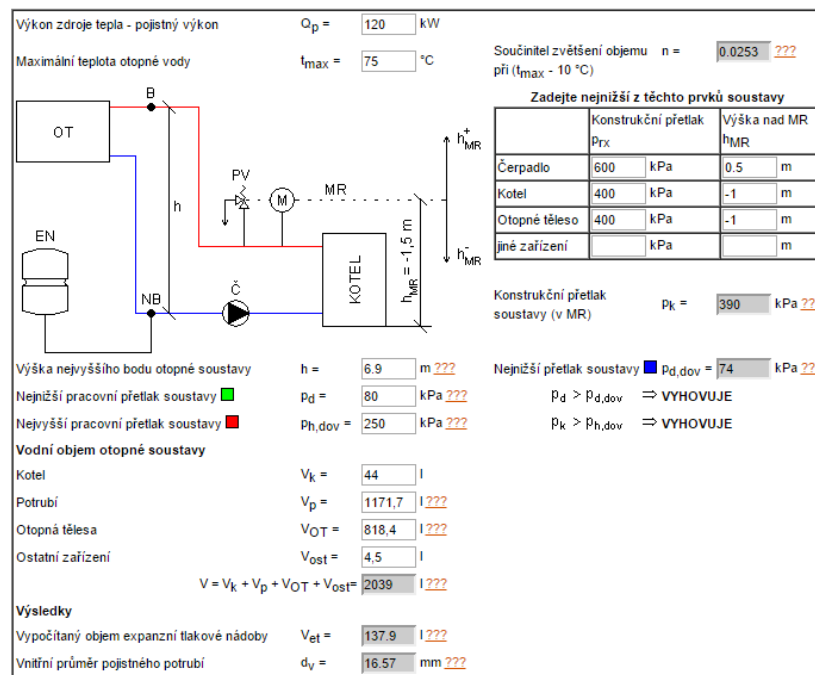 Výkon zdroje tepla - pojistný výkon Qp = 120 kW
Maximální teplota otopné vody tmax = 75 °C
Součinitel zvětšení objemu n = 0.0253 ???
při (tmax - 10 °C)
Zadejte nejnižší z těchto prvků soustavy
Konstrukční přetlak Výška nad MR
prx hMR
Čerpadlo 600 kPa 0.5 m
Kotel 400 kPa -1 m
Otopné těleso 400 kPa -1 m
jiné zařízení kPa m
Konstrukční přetlak
soustavy (v MR) pk = 390 kPa ??
B
OT
PV
MR
M
h
EN
NB
Č
KOTEL
hMR = -1,5 m
h+MR
h-MR
Výška nejvyššího bodu otopné soustavy h = 6.9 m ???
Nejnižší přetlak soustavy pd,dov = 74 kPa ??
Nejnižší pracovní přetlak soustavy pd = 80 kPa ???
pd > pd,dov ⇒ VYHOVUJE
Nejvyšší pracovní přetlak soustavy ph,dov = 250 kPa ???
pk > ph,dov ⇒ VYHOVUJE
Vodní objem otopné soustavy
Kotel Vk = 44 l
Potrubí Vp = 1171,7 l ???
Otopná tělesa VOT = 818,4 l ???
Ostatní zařízení Vost = 4,5 l
V = Vk + Vp + VOT + Vost= 2039 l ???
Výsledky
Vypočítaný objem expanzní tlakové nádoby Vet = 137.9 l ???
Vnitřní průměr pojistného potrubí dv = 16.57 mm ???